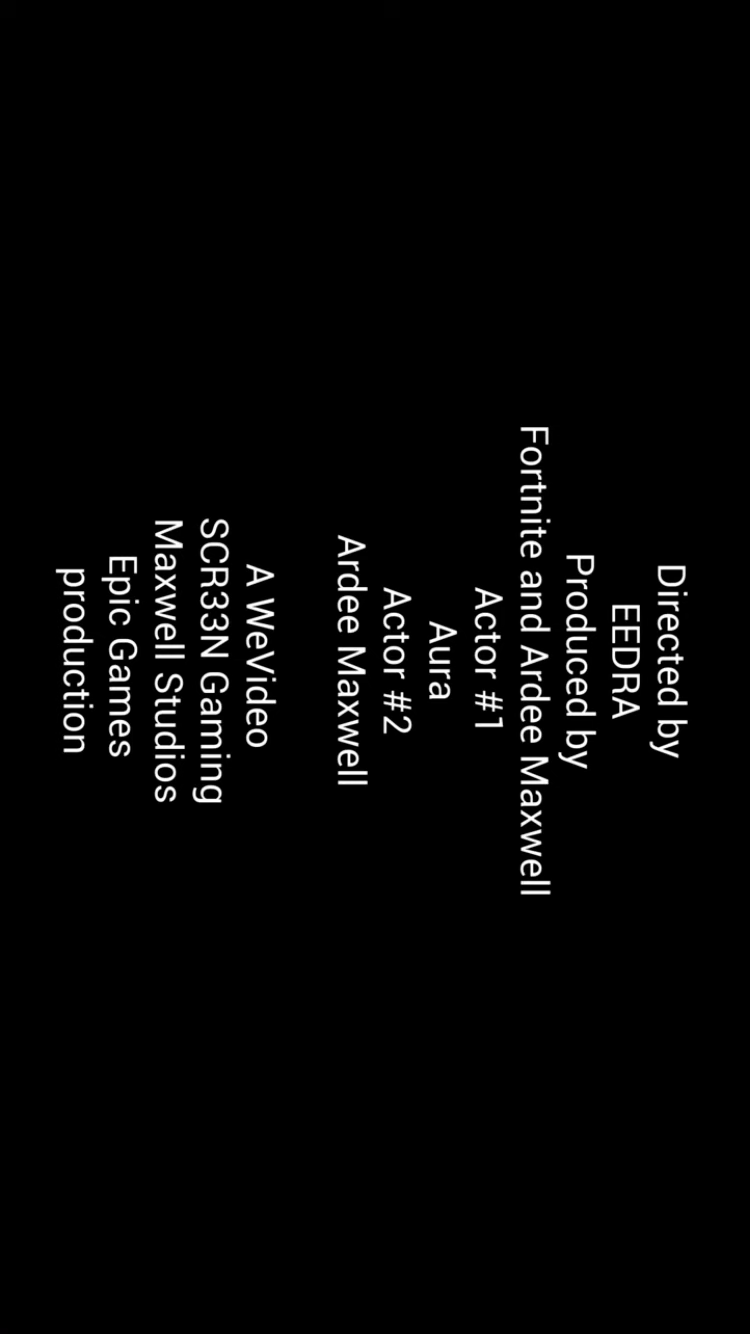 Directed by
EEDRA
Produced by
Fortnite and Ardee Maxwell
Actor #1
Aura
Actor #2
Ardee Maxwell
A WeVideo
SCR33N Gaming
Maxwell Studios
Epic Games
production